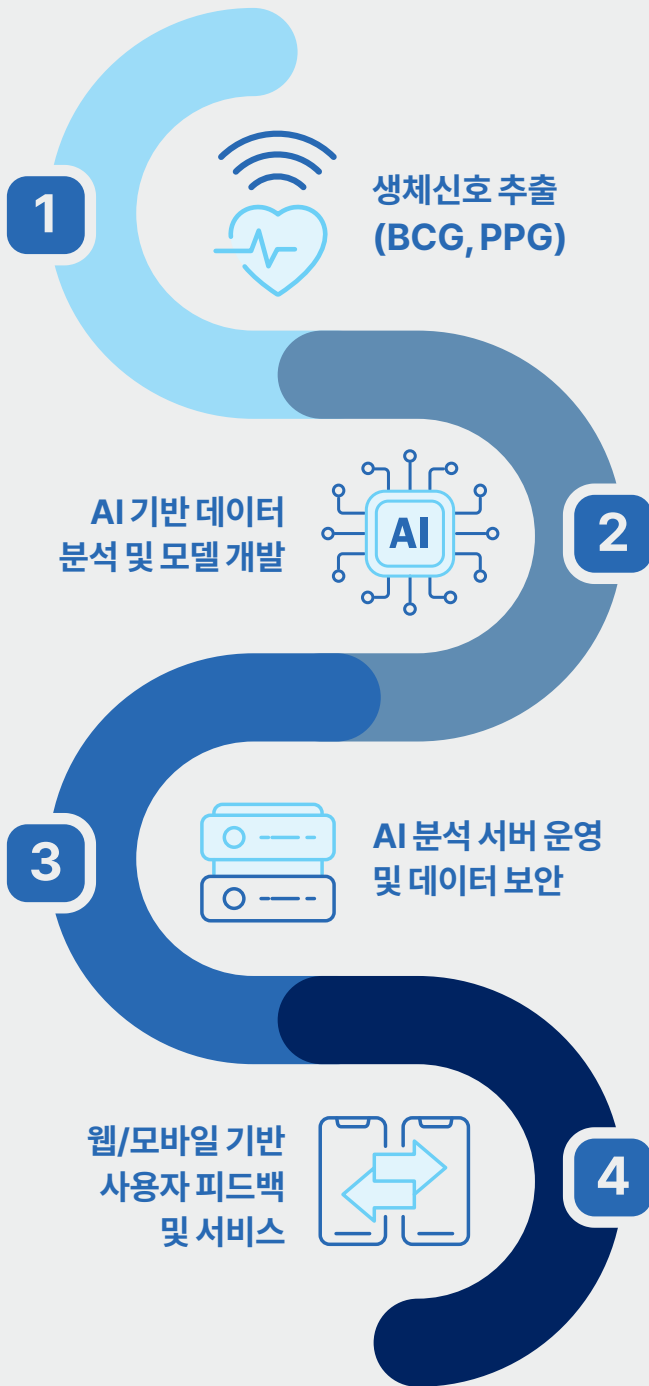 1
생체신호 추출
(BCG, PPG)
AI 기반 데이터
분석 및 모델 개발
AI
2
3
AI 분석 서버 운영
및 데이터 보안
웹/모바일 기반
사용자 피드백
및 서비스
4